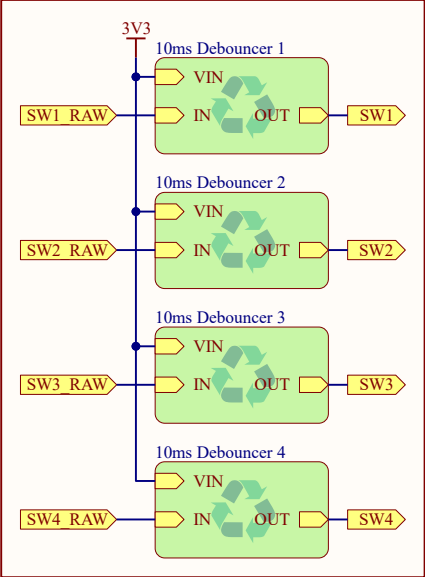 3V3
10ms Debouncer 1
VIN
SW1_RAW IN OUT SW1
10ms Debouncer 2
VIN
SW2_RAW IN OUT SW2
10ms Debouncer 3
VIN
SW3_RAW IN OUT SW3
10ms Debouncer 4
VIN
SW4_RAW IN OUT SW4